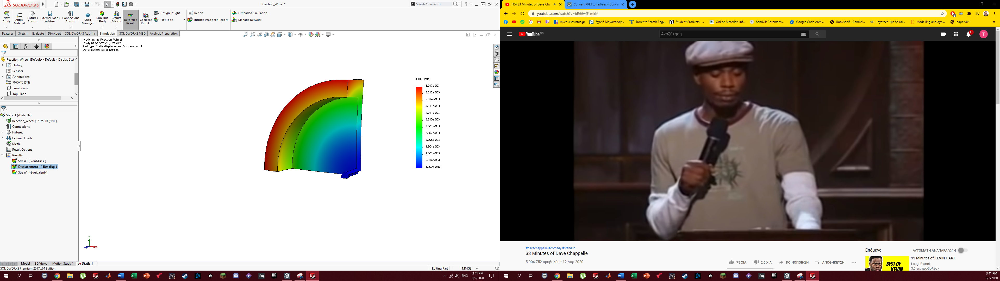 SOLIDWORKS
Reaction_Wheel *
Search Commands
New Study
Apply Material
Fixtures Advisor
External Loads Advisor
Connections Advisor
Shell Manager
Run This Study
Results Advisor
Deformed Result
Compare Results
Design Insight
Plot Tools
Report
Include Image for Report
Offloaded Simulation
Manage Network
Features
Sketch
Evaluate
DimXpert
SOLIDWORKS Add-Ins
Simulation
SOLIDWORKS MBD
Analysis Preparation
Reaction_Wheel (Default<<Default>_Display Stat
History
Sensors
Annotations
7075-T6 (SN)
Front Plane
Top Plane
Static 1 (-Default-)
Reaction_Wheel (-7075-T6 (SN)-)
Connections
Fixtures
External Loads
Mesh
Result Options
Results
Stress1 (-vonMises-)
Displacement1 (-Res disp-)
Strain1 (-Equivalent-)
Model name:Reaction_Wheel
Study name:Static 1(-Default-)
Plot type: Static displacement Displacement1
Deformation scale: 1034.55
URES (mm)
6.017e-003
5.515e-003
5.014e-003
4.513e-003
4.011e-003
3.510e-003
3.008e-003
2.507e-003
2.006e-003
1.504e-003
1.003e-003
5.014e-004
1.000e-030
Y
Z
X
Model
3D Views
Motion Study 1
Static 1
SOLIDWORKS Premium 2017 x64 Edition
Editing Part
MMGS
ENG
3:41 PM
9/2/2020
(15) 33 Minutes of Dave Cha
Convert RPM to rad/sec - Conve
youtube.com/watch?v=bR66wfF_mkM
mycourses.ntua.gr
Σχολή Μηχανολόγ...
Torrentz Search Eng...
Student Products -...
Online Materials Inf...
Sandvik Coromant...
Google Code Archiv...
Bookshelf - Cambri...
Joyetech 1pc Spiral...
Modelling and dyn...
paper.dvi
YouTube GR
Αναζήτηση
9+
T
#davechappelle #comedy #standup
33 Minutes of Dave Chappelle
5.904.752 προβολές • 12 Απρ 2020
75 ΧΙΛ.
2,6 ΧΙΛ.
ΚΟΙΝΟΠΟΙΗΣΗ
ΑΠΟΘΗΚΕΥΣΗ
Επόμενο
ΑΥΤΟΜΑΤΗ ΑΝΑΠΑΡΑΓΩΓΗ
BEST OF
KEVIN
33 Minutes of KEVIN HART
LaughPlanet
3,6 εκ. προβολές •
3:41 PM
9/2/2020